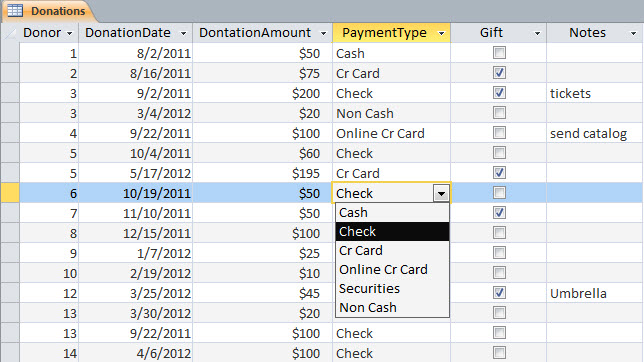 Donations
Donor DonationDate DontationAmount PaymentType Gift Notes
1 8/2/2011 $50 Cash
2 8/16/2011 $75 Cr Card
3 9/2/2011 $200 Check tickets
3 3/4/2012 $20 Non Cash
4 9/22/2011 $100 Online Cr Card send catalog
5 10/4/2011 $60 Check
5 5/17/2012 $195 Cr Card
6 10/19/2011 $50 Check
7 11/10/2011 $50 Cash
8 12/15/2011 $100 Check
9 1/7/2012 $25 Cr Card
10 2/19/2012 $10 Online Cr Card
12 3/25/2012 $45 Securities Umbrella
13 3/30/2012 $20 Non Cash
13 9/22/2011 $100 Check
14 4/6/2012 $100 Check